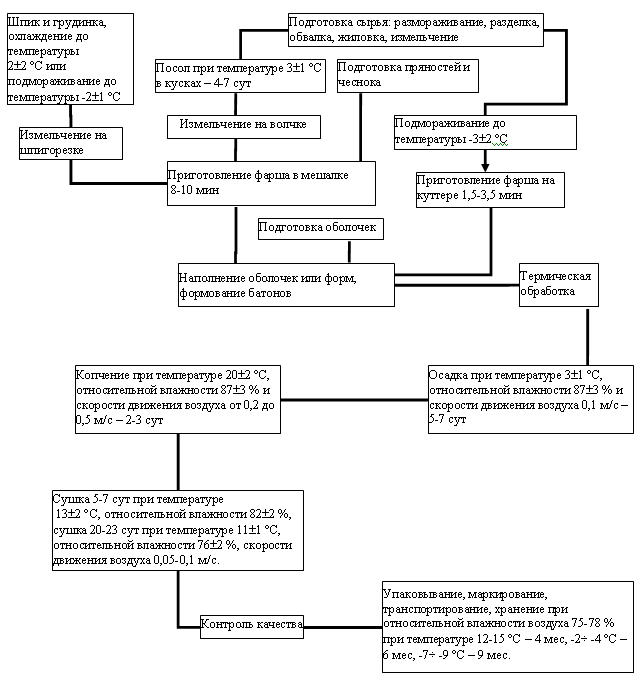 Шпик и грудинка,
охлаждение до
температуры
2±2 °С или
подмораживание до
температуры -2±1 °С
Подготовка сырья: размораживание, разделка,
обвалка, жиловка, измельчение
Посол при температуре 3±1 °С
в кусках – 4-7 сут
Подготовка пряностей и
чеснока
Измельчение на
шпигорезке
Измельчение на волчке
Подмораживание до
температуры -3±2 °С
Приготовление фарша в мешалке
8-10 мин
Приготовление фарша на
куттере 1,5-3,5 мин
Подготовка оболочек
Наполнение оболочек или форм,
формование батонов
Термическая
обработка
Копчение при температуре 20±2 °С,
относительной влажности 87±3 % и
скорости движения воздуха от 0,2 до
0,5 м/с – 2-3 сут
Осадка при температуре 3±1 °С,
относительной влажности 87±3 % и
скорости движения воздуха 0,1 м/с –
5-7 сут
Сушка 5-7 сут при температуре
13±2 °С, относительной влажности 82±2 %,
сушка 20-23 сут при температуре 11±1 °С,
относительной влажности 76±2 %, скорости
движения воздуха 0,05-0,1 м/с.
Контроль качества
Упаковывание, маркирование,
транспортирование, хранение при
относительной влажности воздуха 75-78 %
при температуре 12-15 °С – 4 мес, -2÷ -4 °С –
6 мес, -7÷ -9 °С – 9 мес.